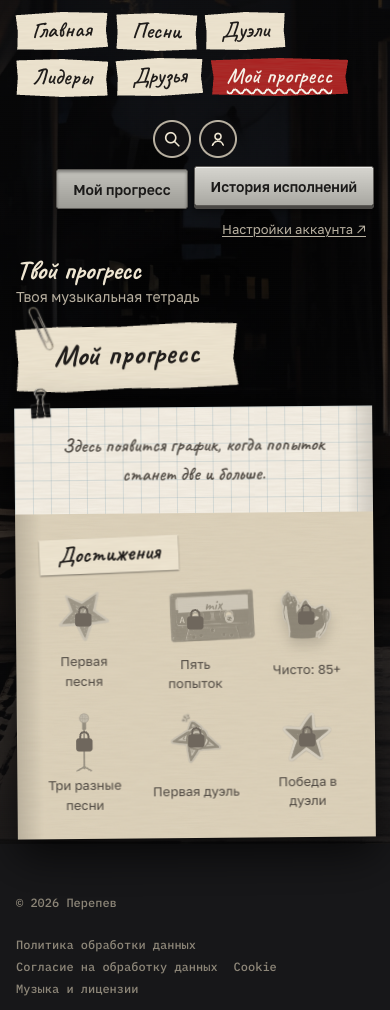 Главная Песни Дуэли
Лидеры Друзья Мой прогресс
Мой прогресс История исполнений
Настройки аккаунта ↗
Твой прогресс
Твоя музыкальная тетрадь
Мой прогресс
Здесь появится график, когда попыток
станет две и больше.
Достижения
mix
A
Первая
песня
Пять
попыток
Чисто: 85+
Три разные
песни
Первая дуэль
Победа в
дуэли
© 2026 Перепев
Политика обработки данных
Согласие на обработку данных Cookie
Музыка и лицензии